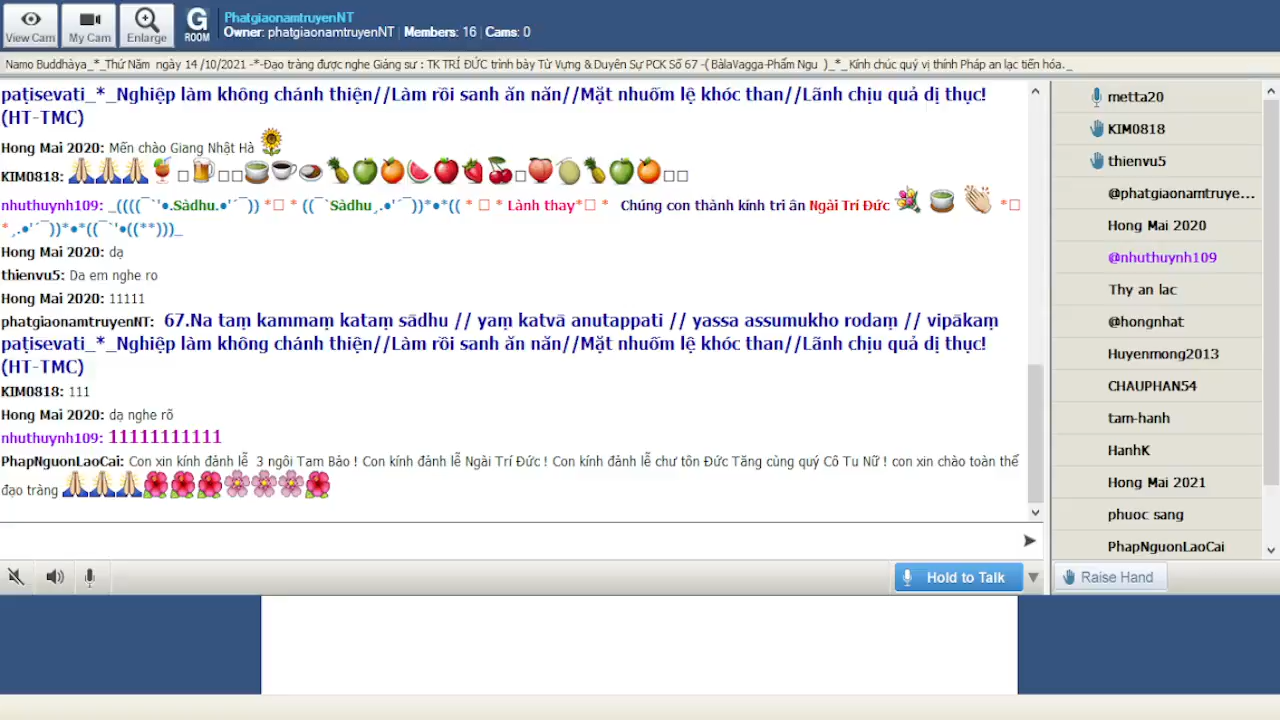 View Cam
My Cam
Enlarge
G
ROOM
PhatgiaonamtruyenNT
Owner: phatgiaonamtruyenNT | Members: 16 | Cams: 0
Namo Buddhàya_*_Thứ Năm ngày 14 /10/2021 -*-Đạo tràng được nghe Giảng sư : TK TRÍ ĐỨC trình bày Từ Vựng & Duyên Sự PCK Số 67 -( BàlaVagga-Phẩm Ngu )_*_ Kính chúc quý vị thính Pháp an lạc tiến hóa._
paṭisevati_*_Nghiệp làm không chánh thiện//Làm rồi sanh ăn năn//Mặt nhuốm lệ khóc than//Lãnh chịu quả dị thục!
(HT-TMC)
Hong Mai 2020: Mến chào Giang Nhật Hà
KIM0818:
nhuthuynh109: _((((¯`'•.Sàdhu.•'´¯)) *□ * ((¯`Sàdhu¸.•'´¯))*•*(( * □ * Lành thay*□ * Chúng con thành kính tri ân Ngài Trí Đức *□
*¸.•'´¯))*•*((¯`'•((**)))_
Hong Mai 2020: dạ
thienvu5: Da em nghe ro
Hong Mai 2020: 11111
phatgiaonamtruyenNT: 67.Na taṃ kammaṃ kataṃ sādhu // yaṃ katvā anutappati // yassa assumukho rodaṃ // vipākaṃ
paṭisevati_*_Nghiệp làm không chánh thiện//Làm rồi sanh ăn năn//Mặt nhuốm lệ khóc than//Lãnh chịu quả dị thục!
(HT-TMC)
KIM0818: 111
Hong Mai 2020: dạ nghe rõ
nhuthuynh109: 11111111111
PhapNguonLaoCai: Con xin kính đảnh lễ 3 ngôi Tam Bảo ! Con kính đảnh lễ Ngài Trí Đức ! Con kính đảnh lễ chư tôn Đức Tăng cùng quý Cô Tu Nữ ! con xin chào toàn thể
đạo tràng
Hold to Talk
metta20
KIM0818
thienvu5
@phatgiaonamtruye...
Hong Mai 2020
@nhuthuynh109
Thy an lac
@hongnhat
Huyenmong2013
CHAUPHAN54
tam-hanh
HanhK
Hong Mai 2021
phuoc sang
PhapNguonLaoCai
Raise Hand